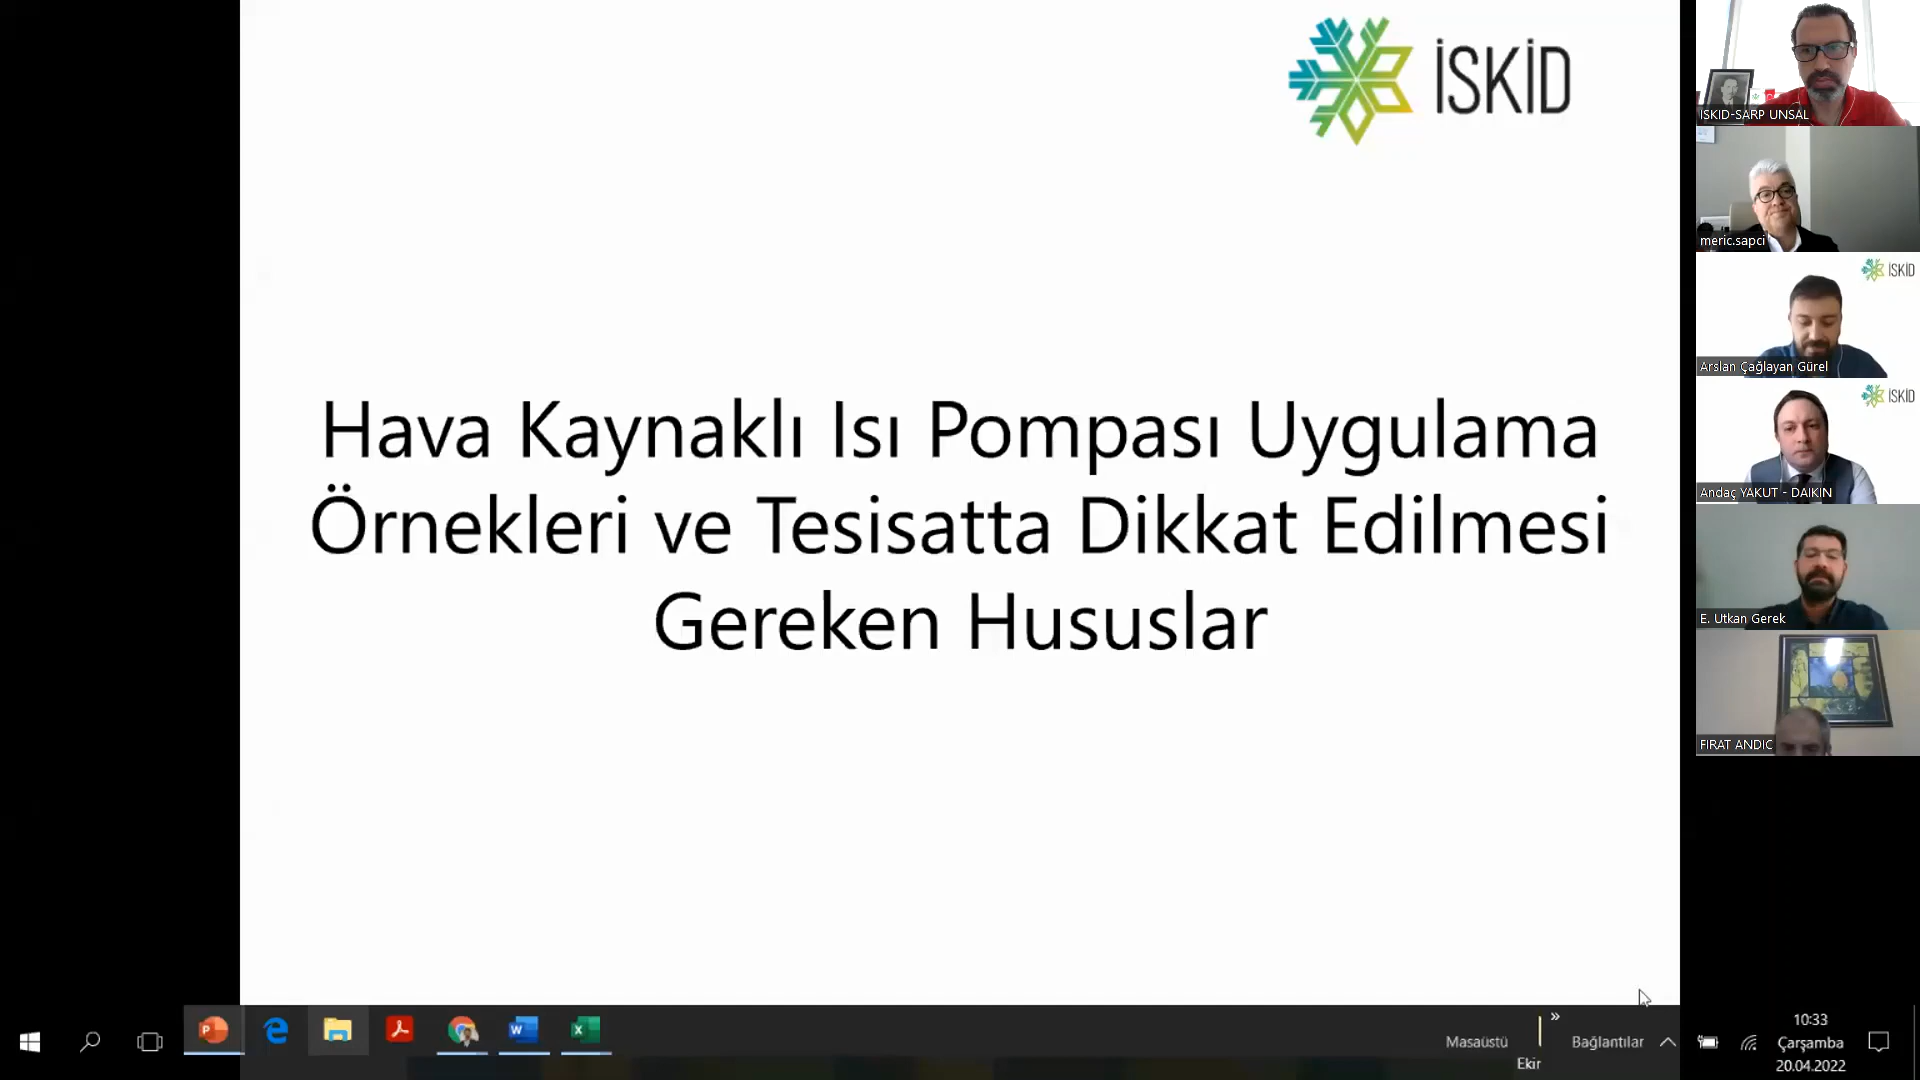 İSKİD
Hava Kaynaklı Isı Pompası Uygulama
Örnekleri ve Tesisatta Dikkat Edilmesi
Gereken Hususlar
ISKID-SARP UNSAL
meric.sapci
İSKİD
Arslan Çağlayan Gürel
İSKİD
Andaç YAKUT - DAIKIN
E. Utkan Gerek
FIRAT ANDIC
Masaüstü
»
Ekir
Bağlantılar
10:33
Çarşamba
20.04.2022